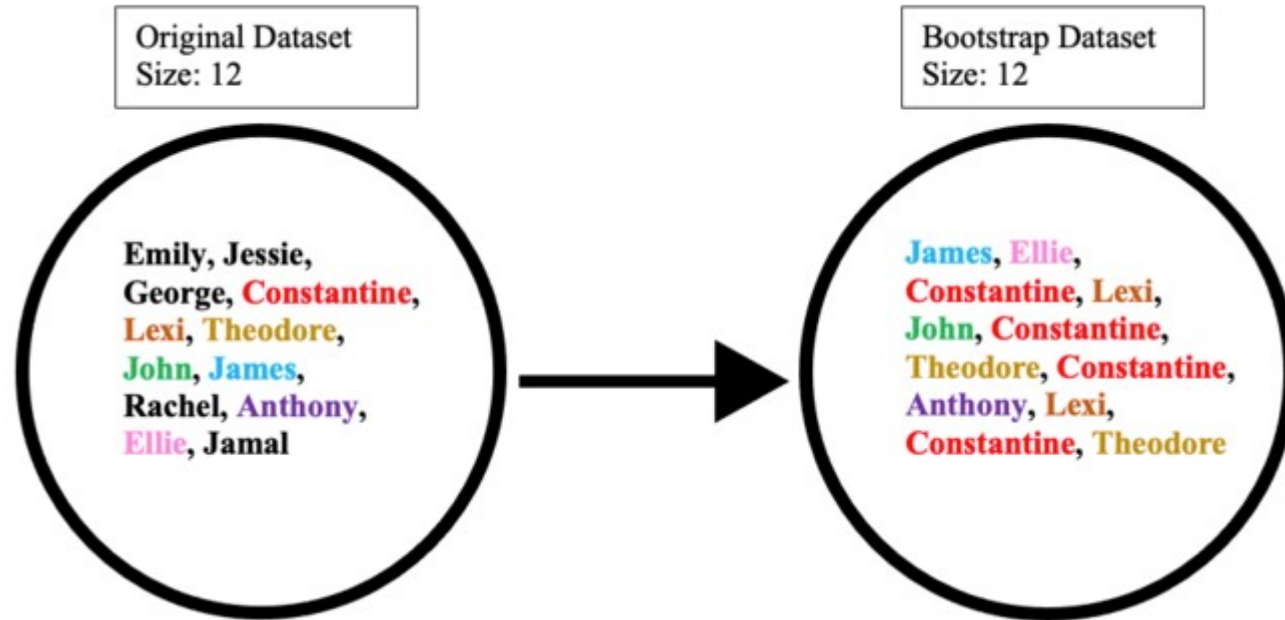 Original Dataset
Size: 12
Emily, Jessie,
George, Constantine,
Lexi, Theodore,
John, James,
Rachel, Anthony,
Ellie, Jamal
Bootstrap Dataset
Size: 12
James, Ellie,
Constantine, Lexi,
John, Constantine,
Theodore, Constantine,
Anthony, Lexi,
Constantine, Theodore